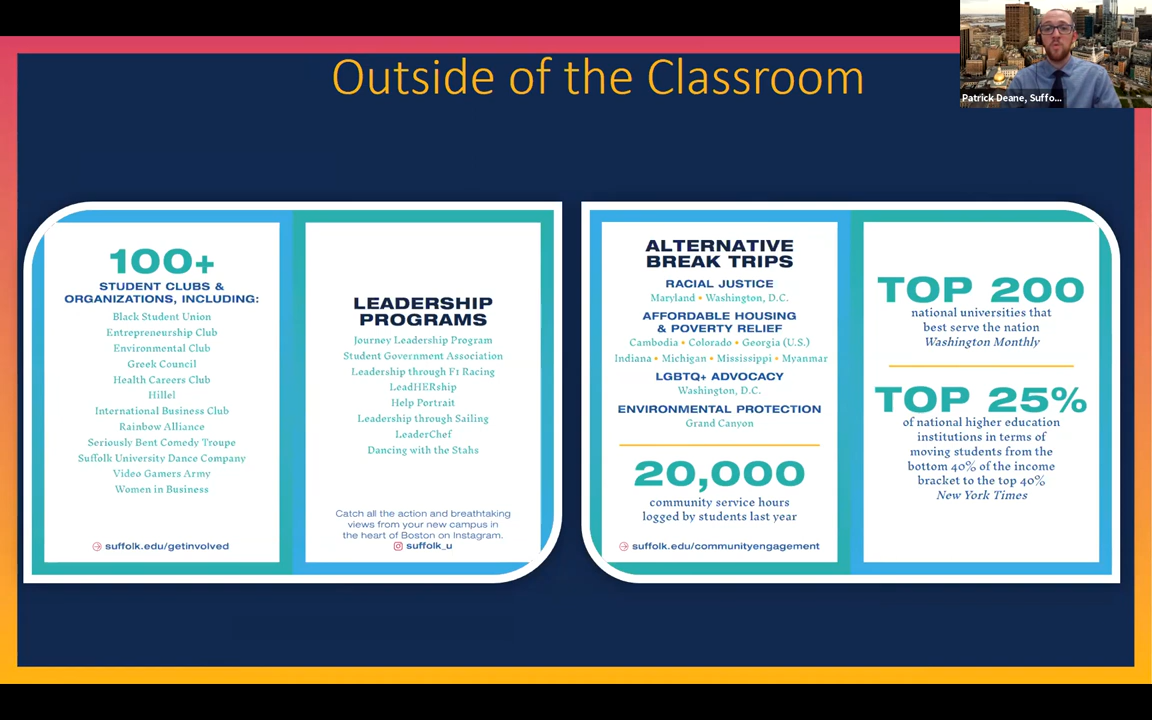 Outside of the Classroom
Patrick Deane, Suffo...
100+
STUDENT CLUBS &
ORGANIZATIONS, INCLUDING:
Black Student Union
Entrepreneurship Club
Environmental Club
Greek Council
Health Careers Club
Hillel
International Business Club
Rainbow Alliance
Seriously Bent Comedy Troupe
Suffolk University Dance Company
Video Gamers Army
Women in Business
suffolk.edu/getinvolved
LEADERSHIP
PROGRAMS
Journey Leadership Program
Student Government Association
Leadership through F1 Racing
LeadHERship
Help Portrait
Leadership through Sailing
LeaderChef
Dancing with the Stahs
Catch all the action and breathtaking
views from your new campus in
the heart of Boston on Instagram.
suffolk_u
ALTERNATIVE
BREAK TRIPS
RACIAL JUSTICE
Maryland • Washington, D.C.
AFFORDABLE HOUSING
& POVERTY RELIEF
Cambodia • Colorado • Georgia (U.S.)
Indiana • Michigan • Mississippi • Myanmar
LGBTQ+ ADVOCACY
Washington, D.C.
ENVIRONMENTAL PROTECTION
Grand Canyon
20,000
community service hours
logged by students last year
suffolk.edu/communityengagement
TOP 200
national universities that
best serve the nation
Washington Monthly
TOP 25%
of national higher education
institutions in terms of
moving students from the
bottom 40% of the income
bracket to the top 40%
New York Times